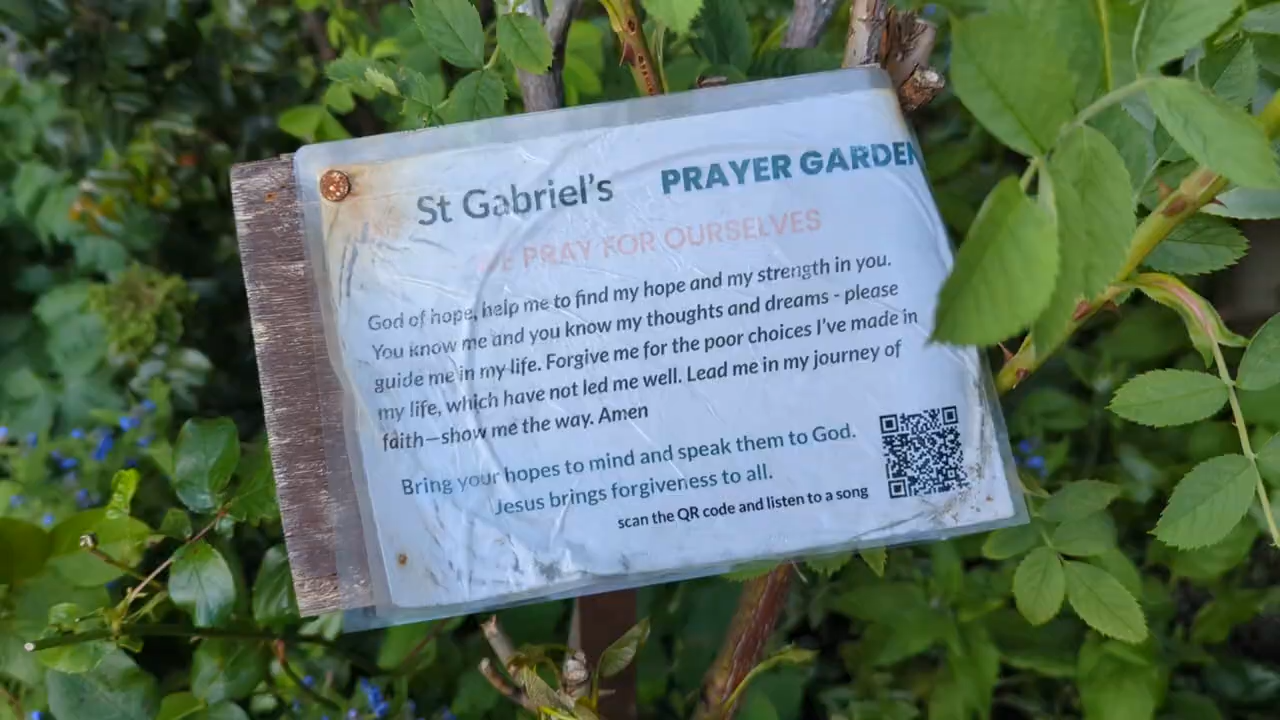 St Gabriel's PRAYER GARDEN
WE PRAY FOR OURSELVES
God of hope, help me to find my hope and my strength in you.
You know me and you know my thoughts and dreams - please
guide me in my life. Forgive me for the poor choices I've made in
my life, which have not led me well. Lead me in my journey of
faith—show me the way. Amen
Bring your hopes to mind and speak them to God.
Jesus brings forgiveness to all.
scan the QR code and listen to a song